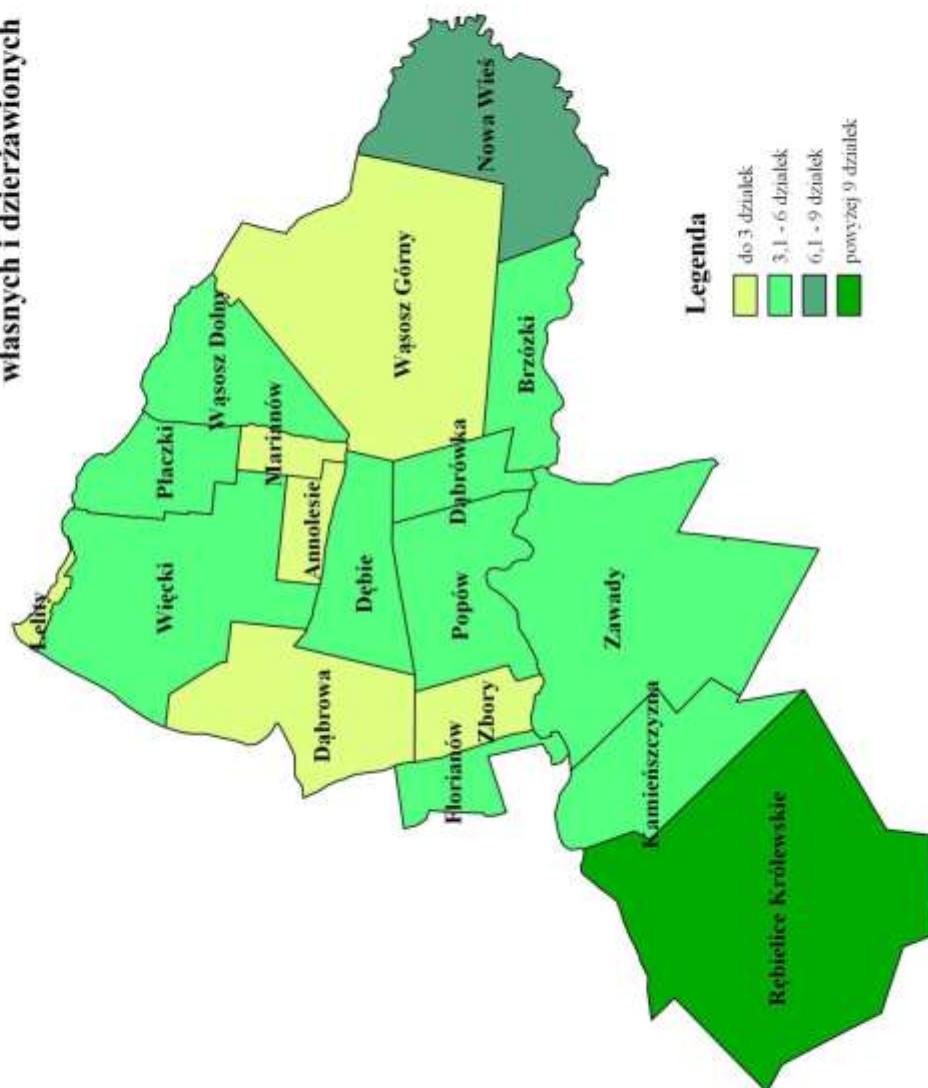 własnych i dzierżawionych
Lelity
Więcki
Płaczki
Wąsosz Dolny
Marianów
Annolesie
Dąbrowa
Dębie
Wąsosz Górny
Nowa Wieś
Florianów
Zbory
Popów
Dąbrówka
Brzózki
Zawady
Kamieńszczyzna
Rębielice Królewskie
Legenda
do 3 działek
3,1 - 6 działek
6,1 - 9 działek
powyżej 9 działek